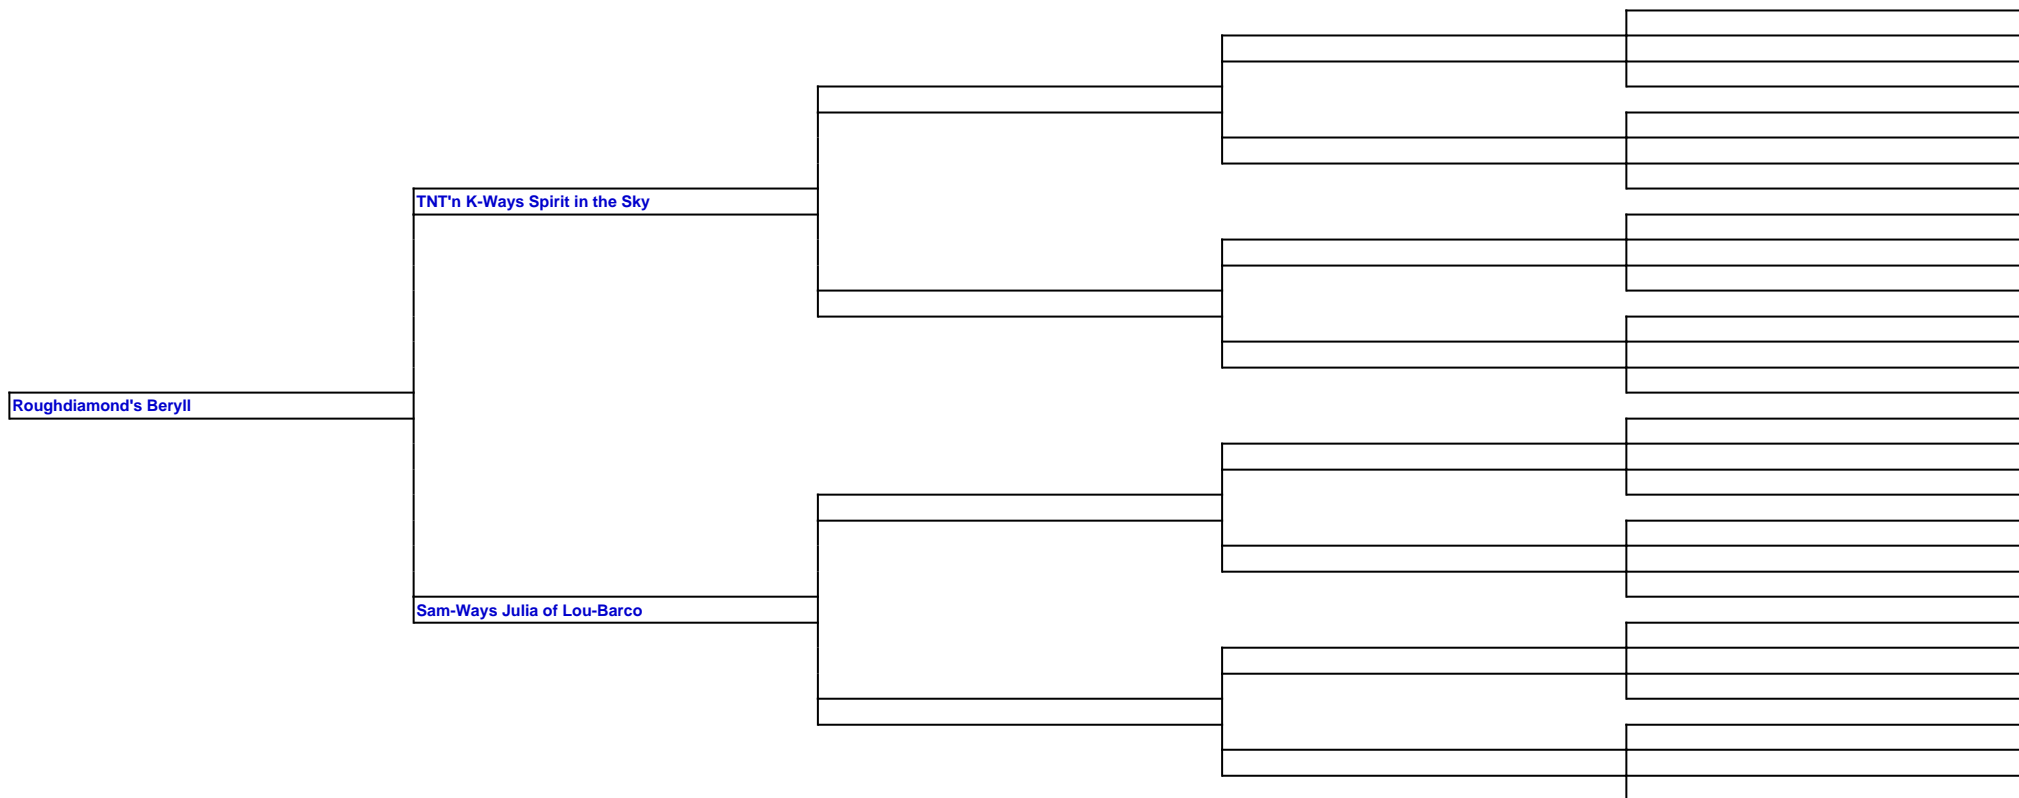 TNT'n K-Ways Spirit in the Sky
Roughdiamond's Beryll
Sam-Ways Julia of Lou-Barco